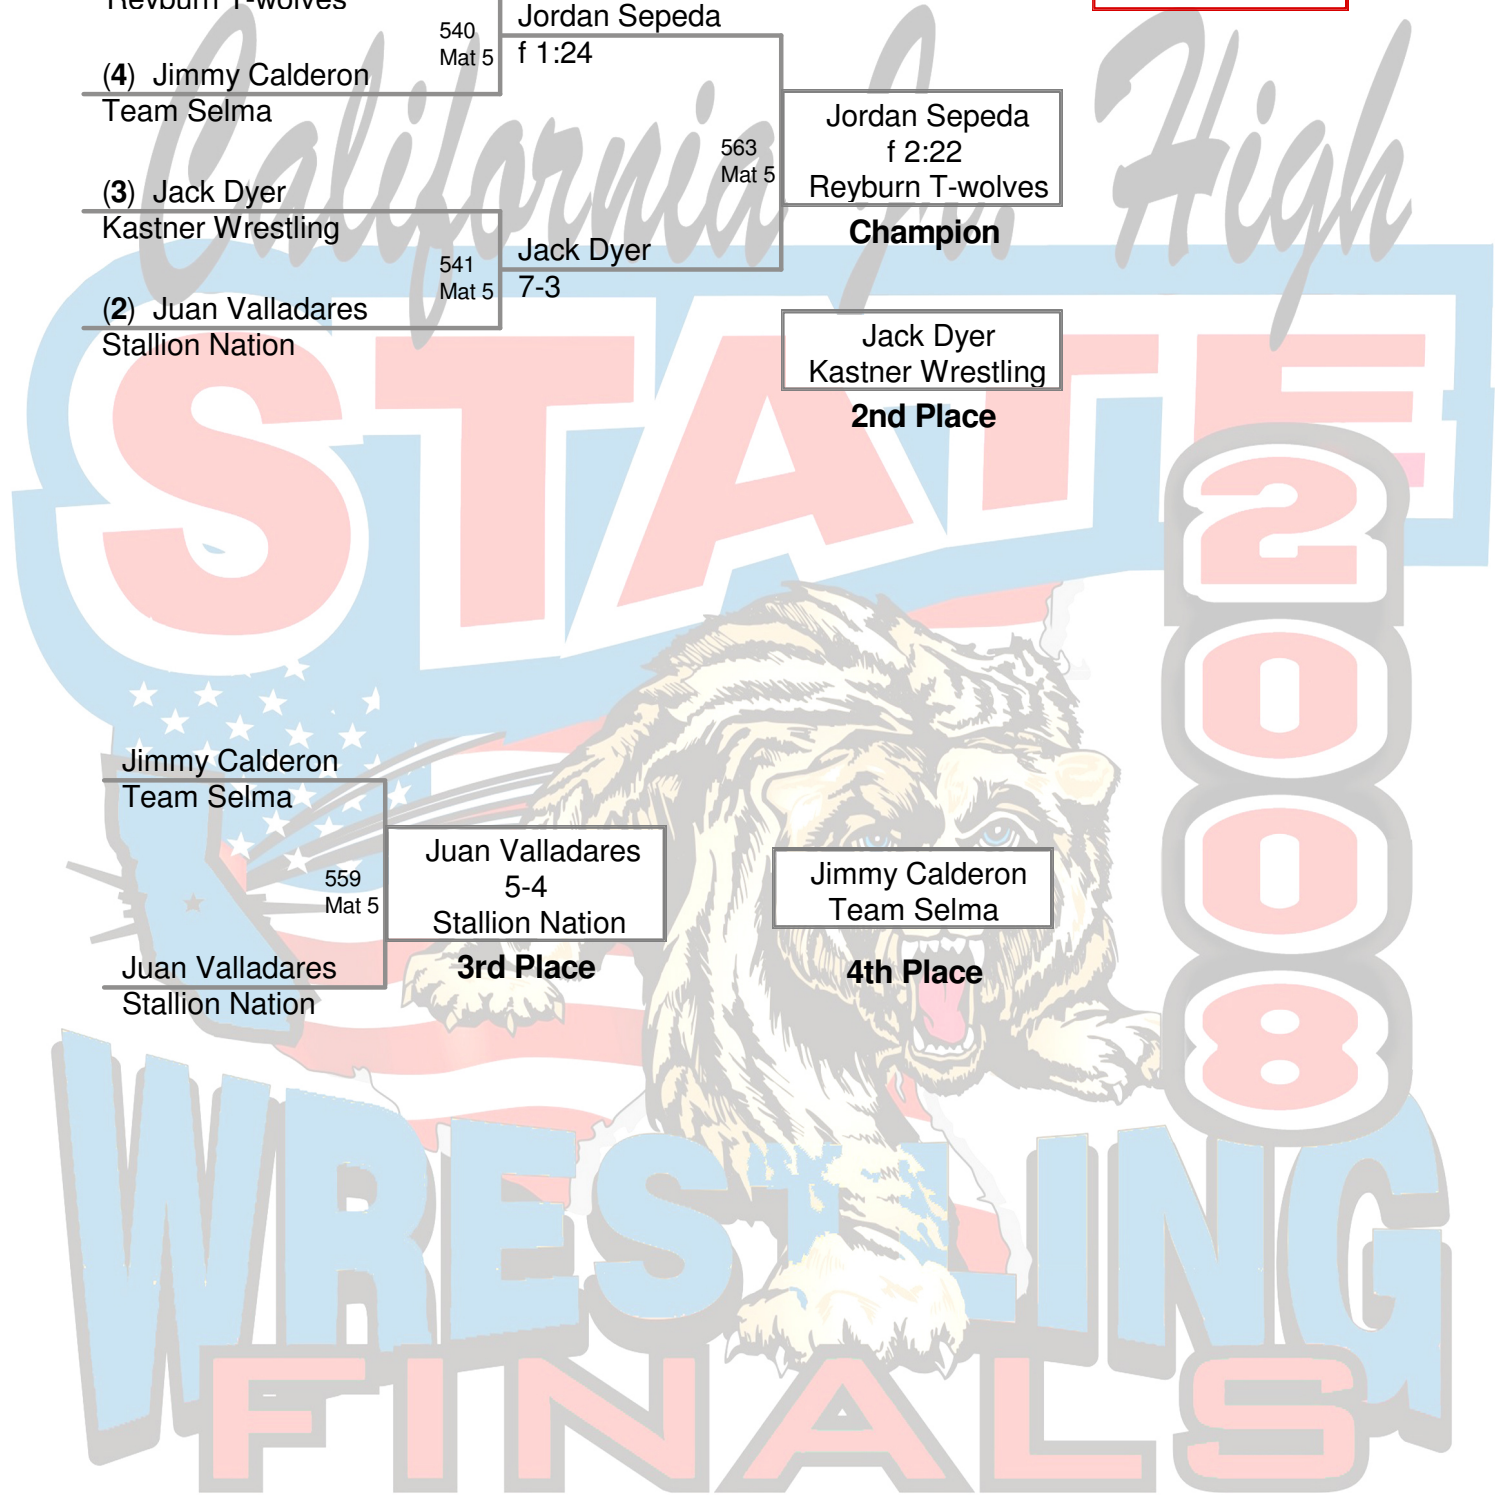 Reyburn T-wolves
Jordan Sepeda
540
Mat 5
f 1:24
(4) Jimmy Calderon
Team Selma
Jordan Sepeda
f 2:22
Reyburn T-wolves
563
Mat 5
Champion
(3) Jack Dyer
Kastner Wrestling
Jack Dyer
541
Mat 5
7-3
(2) Juan Valladares
Stallion Nation
Jack Dyer
Kastner Wrestling
2nd Place
Jimmy Calderon
Team Selma
559
Mat 5
Juan Valladares
5-4
Stallion Nation
3rd Place
Jimmy Calderon
Team Selma
4th Place
Juan Valladares
Stallion Nation
California Jr. High
STATE
2008
WRESTLING
FINALS